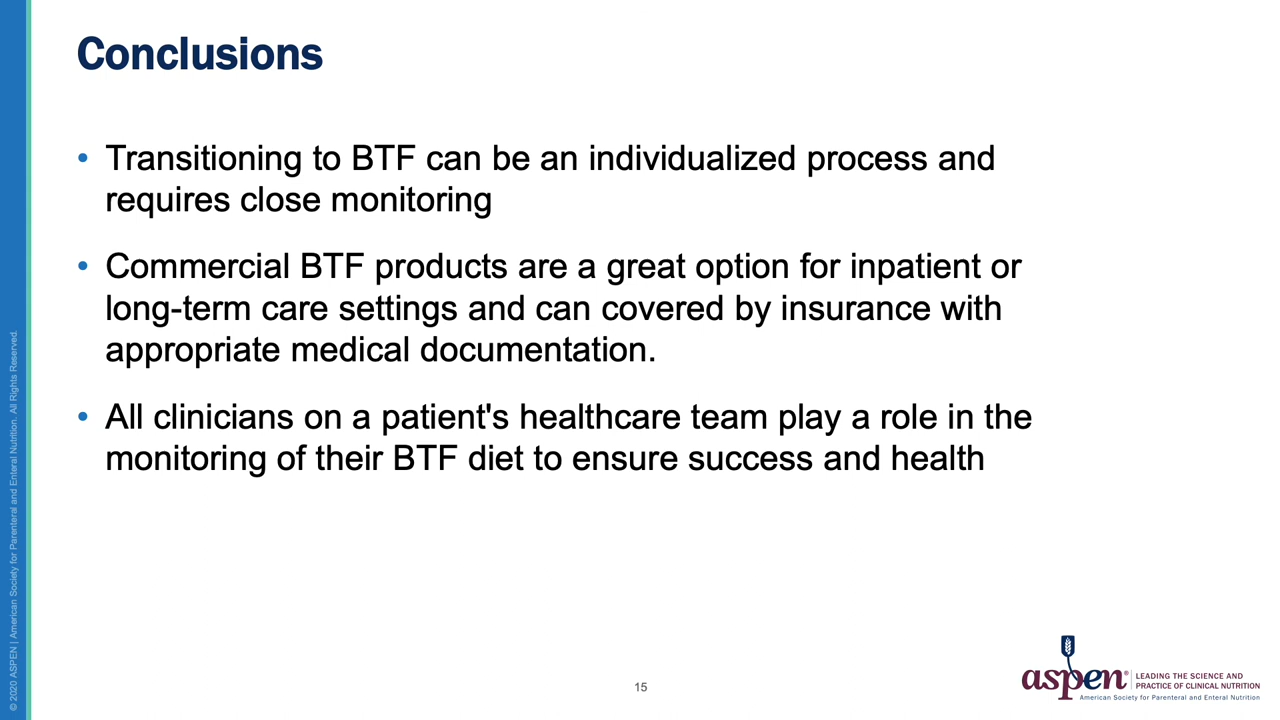 Conclusions
• Transitioning to BTF can be an individualized process and
requires close monitoring
• Commercial BTF products are a great option for inpatient or
long-term care settings and can covered by insurance with
appropriate medical documentation.
• All clinicians on a patient's healthcare team play a role in the
monitoring of their BTF diet to ensure success and health
© 2020 ASPEN | American Society for Parenteral and Enteral Nutrition. All Rights Reserved.
15
aspen®
LEADING THE SCIENCE AND
PRACTICE OF CLINICAL NUTRITION
American Society for Parenteral and Enteral Nutrition